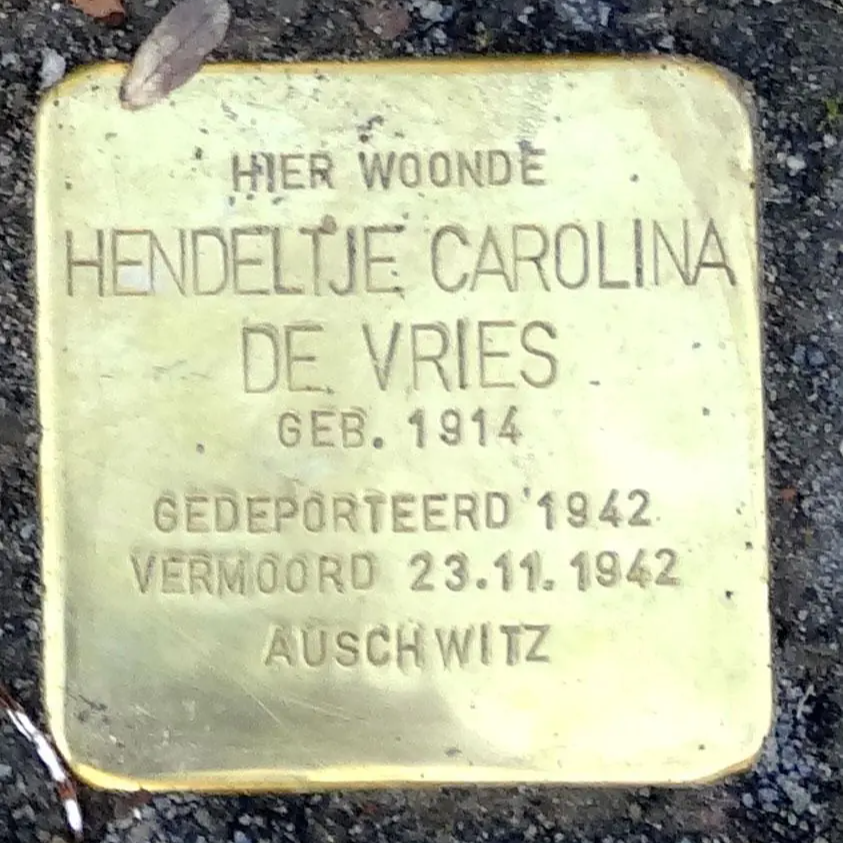 HIER WOONDE
HENDELTJE CAROLINA
DE VRIES
GEB. 1914
GEDEPORTEERD 1942
VERMOORD 23.11.1942
AUSCHWITZ